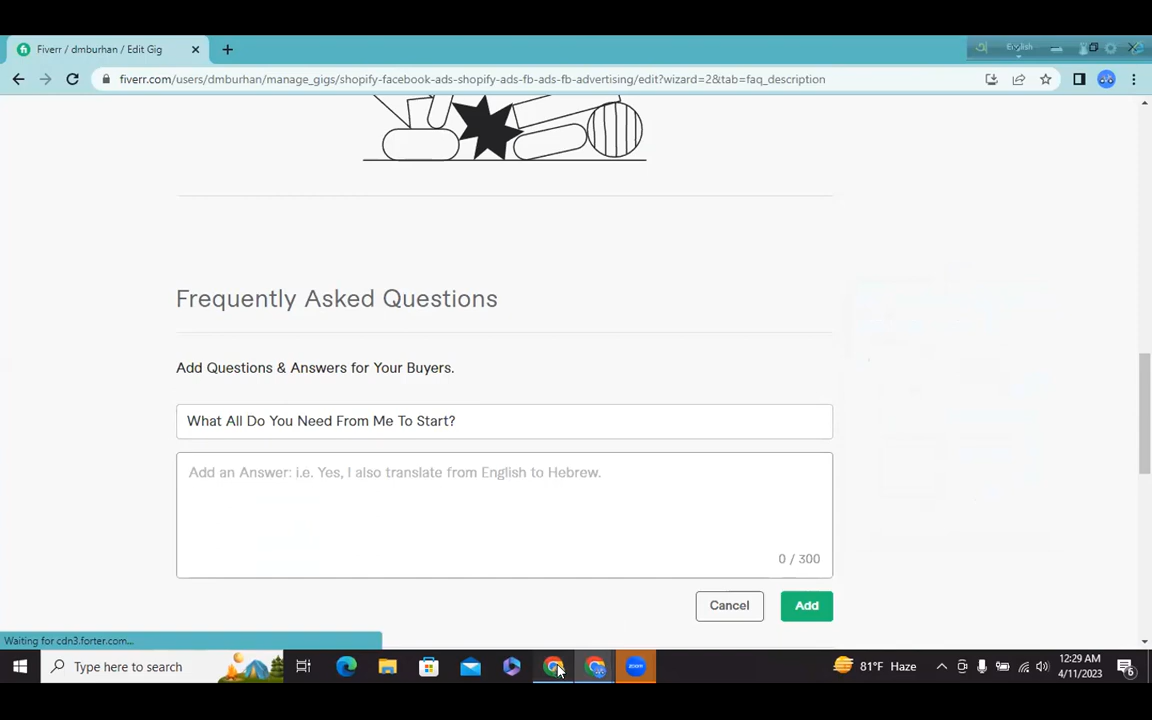 Fiverr / dmburhan / Edit Gig
English
fiverr.com/users/dmburhan/manage_gigs/shopify-facebook-ads-shopify-ads-fb-ads-fb-advertising/edit?wizard=2&tab=faq_description
Frequently Asked Questions
Add Questions & Answers for Your Buyers.
What All Do You Need From Me To Start?
Add an Answer: i.e. Yes, I also translate from English to Hebrew.
0 / 300
Cancel
Add
Waiting for cdn3.forter.com...
Type here to search
zoom
81°F Haze
12:29 AM
4/11/2023
6